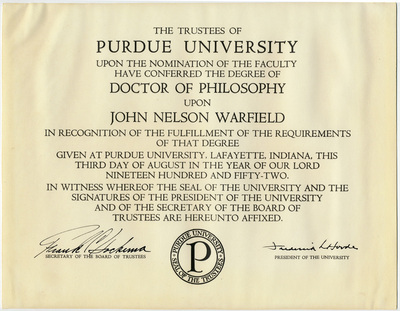 THE TRUSTEES OF
PURDUE UNIVERSITY
UPON THE NOMINATION OF THE FACULTY
HAVE CONFERRED THE DEGREE OF
DOCTOR OF PHILOSOPHY
UPON
JOHN NELSON WARFIELD
IN RECOGNITION OF THE FULFILLMENT OF THE REQUIREMENTS
OF THAT DEGREE
GIVEN AT PURDUE UNIVERSITY, LAFAYETTE, INDIANA, THIS
THIRD DAY OF AUGUST IN THE YEAR OF OUR LORD
NINETEEN HUNDRED AND FIFTY-TWO.
IN WITNESS WHEREOF THE SEAL OF THE UNIVERSITY AND THE
SIGNATURES OF THE PRESIDENT OF THE UNIVERSITY
AND OF THE SECRETARY OF THE BOARD OF
TRUSTEES ARE HEREUNTO AFFIXED.
Frank C Hockema
SECRETARY OF THE BOARD OF TRUSTEES
PURDUE UNIVERSITY
P
SEAL OF THE TRUSTEES
Frederick L Hovde
PRESIDENT OF THE UNIVERSITY